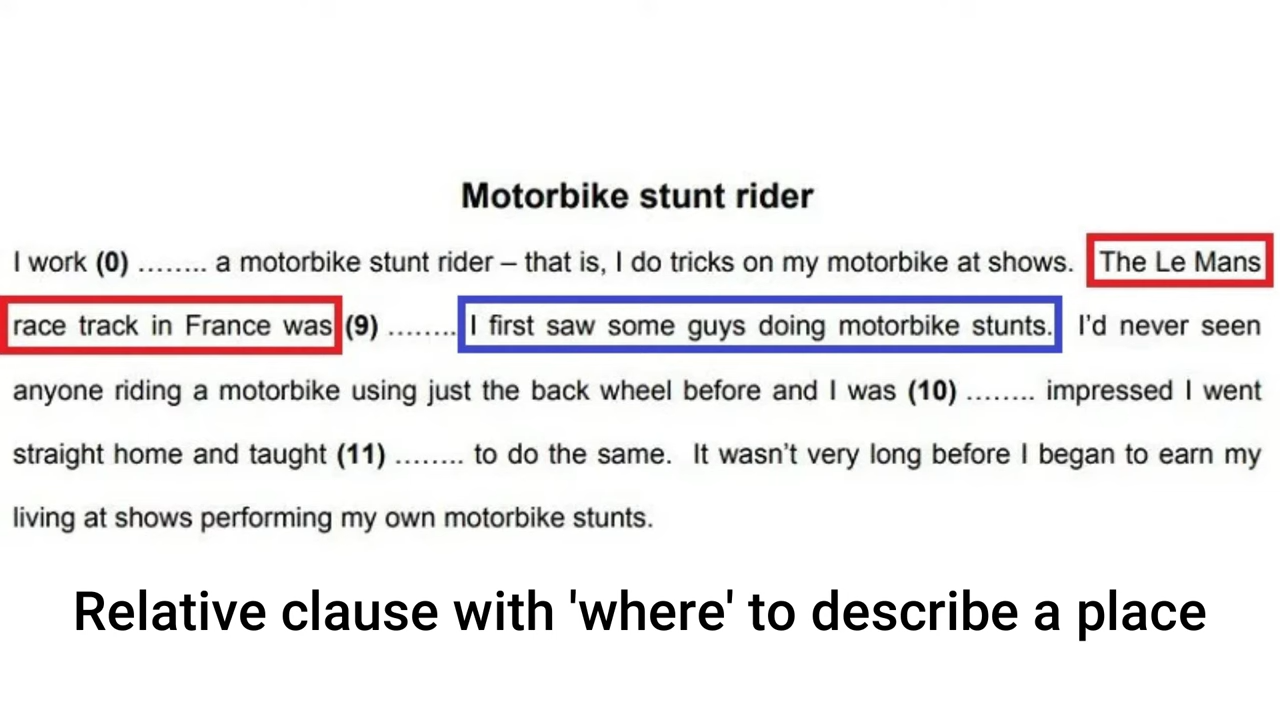 Motorbike stunt rider
I work (0) ........ a motorbike stunt rider – that is, I do tricks on my motorbike at shows. The Le Mans
race track in France was (9) ........ I first saw some guys doing motorbike stunts. I'd never seen
anyone riding a motorbike using just the back wheel before and I was (10) ........ impressed I went
straight home and taught (11) ........ to do the same. It wasn't very long before I began to earn my
living at shows performing my own motorbike stunts.
Relative clause with 'where' to describe a place